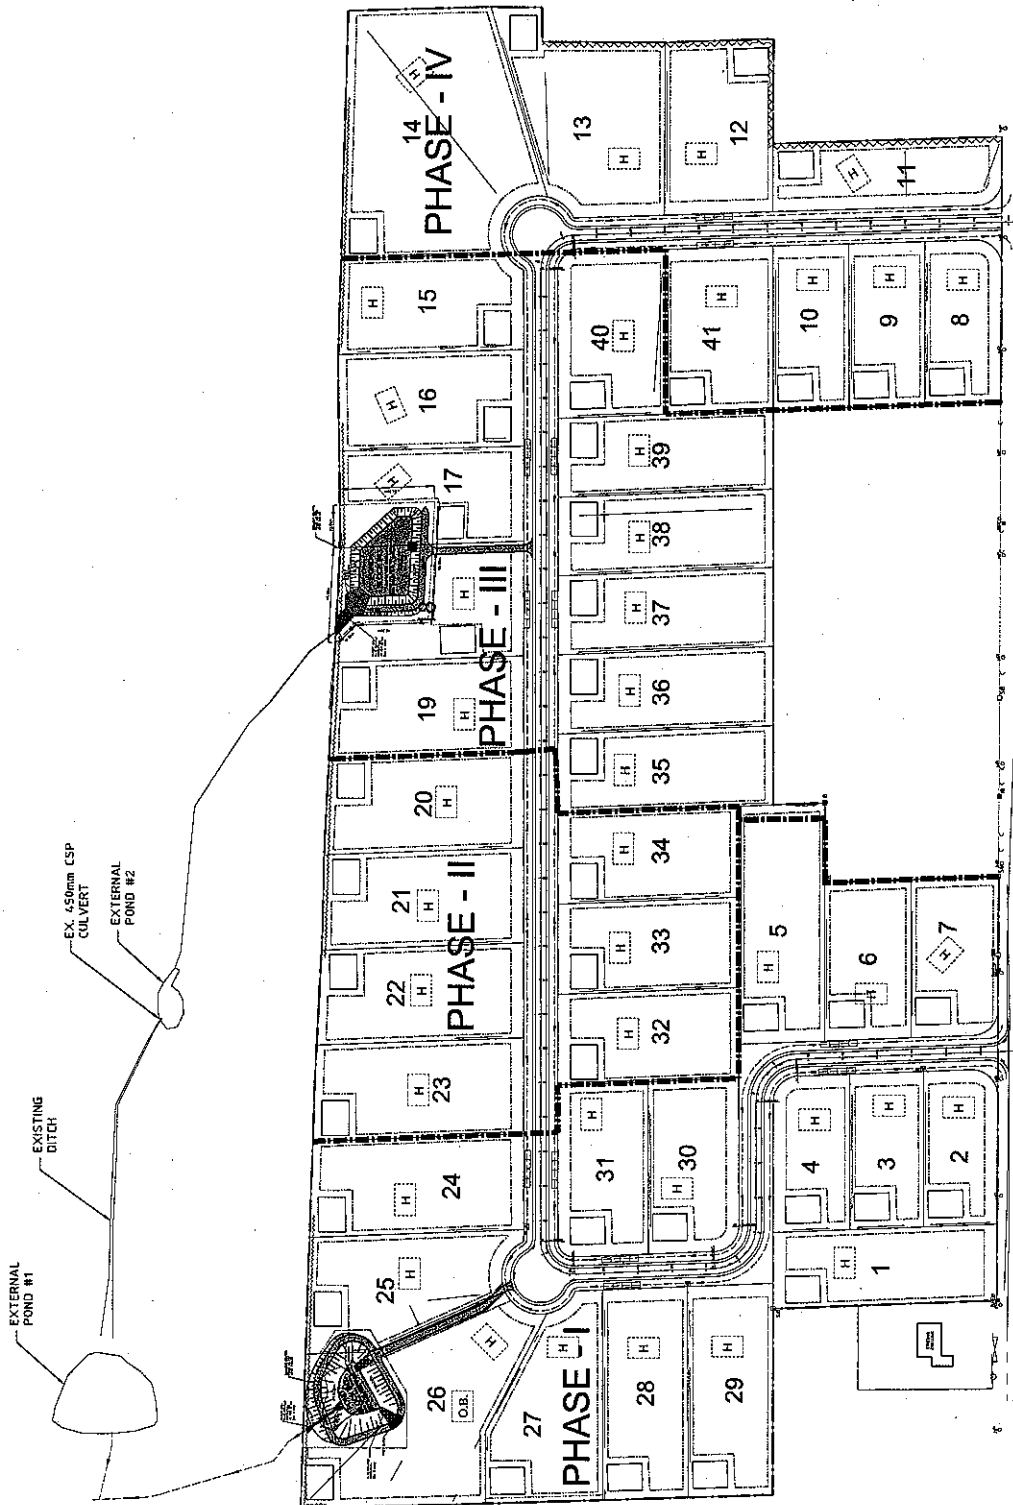 PHASE - IV
14
H
13
H
12
H
11
H
15
H
16
H
17
H
40
H
41
H
10
H
9
H
8
H
39
H
38
H
37
H
36
H
35
H
PHASE - III
H
19
H
EX. 450mm CSP
CULVERT
EXTERNAL
POND #2
20
H
21
H
PHASE - II
22
H
23
H
34
H
33
H
32
H
5
H
6
H
7
H
EXISTING
DITCH
EXTERNAL
POND #1
24
H
25
H
26
O.B.
H
27
H
PHASE - I
28
H
29
H
31
H
30
H
4
H
3
H
2
H
1
H